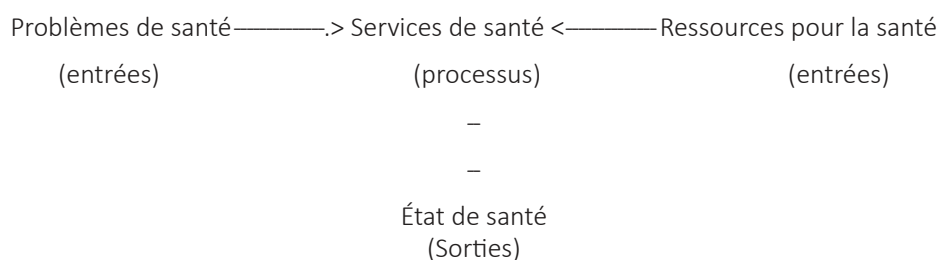 Problèmes de santé————.> Services de santé <————Ressources pour la santé
(entrées) (processus) (entrées)
–
–
État de santé
(Sorties)